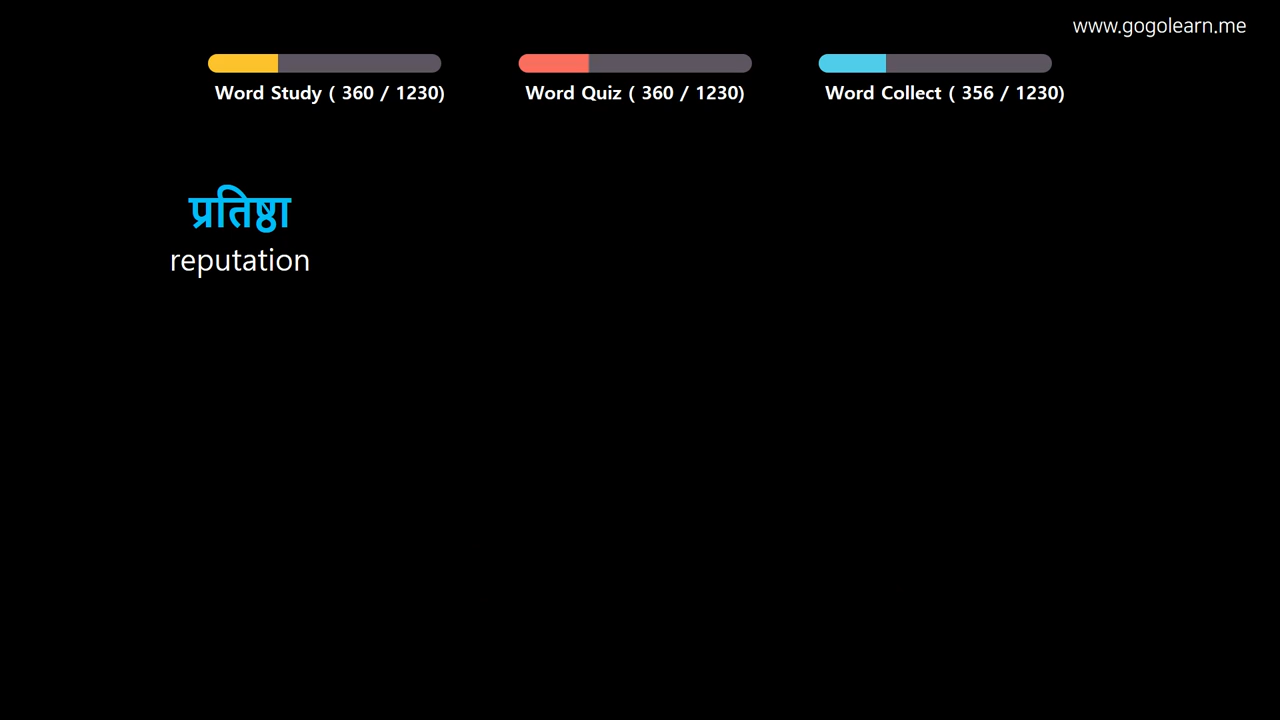 www.gogolearn.me
Word Study ( 360 / 1230)
Word Quiz ( 360 / 1230)
Word Collect ( 356 / 1230)
प्रतिष्ठा
reputation